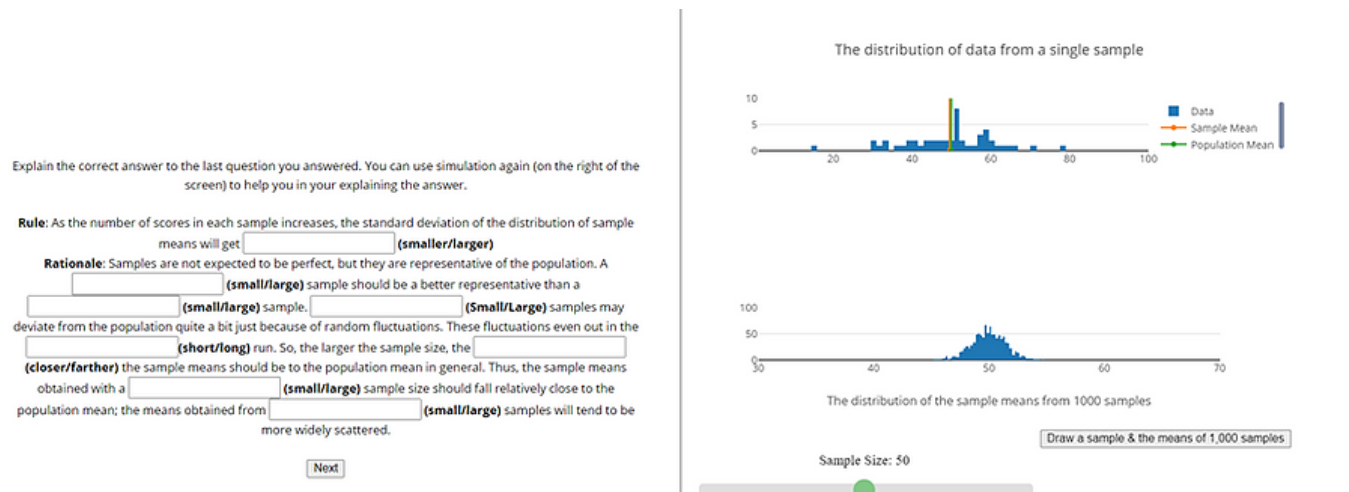 Explain the correct answer to the last question you answered. You can use simulation again (on the right of the
screen) to help you in your explaining the answer.
Rule: As the number of scores in each sample increases, the standard deviation of the distribution of sample
means will get (smaller/larger)
Rationale: Samples are not expected to be perfect, but they are representative of the population. A
(small/large) sample should be a better representative than a
(small/large) sample. (Small/Large) samples may
deviate from the population quite a bit just because of random fluctuations. These fluctuations even out in the
(short/long) run. So, the larger the sample size, the
(closer/farther) the sample means should be to the population mean in general. Thus, the sample means
obtained with a (small/large) sample size should fall relatively close to the
population mean; the means obtained from (small/large) samples will tend to be
more widely scattered.
Next
The distribution of data from a single sample
10
5
0
20 40 60 80 100
Data
Sample Mean
Population Mean
100
50
0
30 40 50 60 70
The distribution of the sample means from 1000 samples
Draw a sample & the means of 1,000 samples
Sample Size: 50